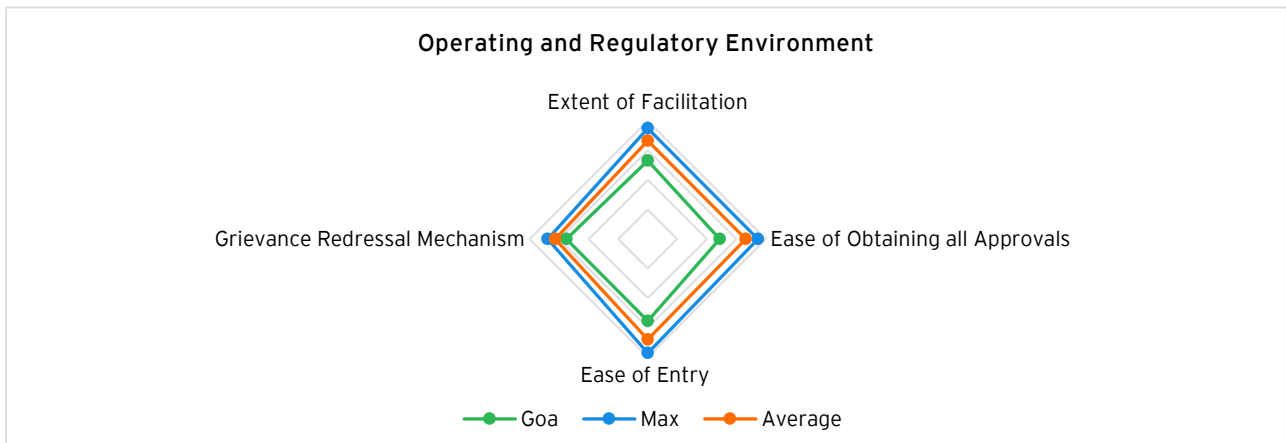 Operating and Regulatory Environment
Extent of Facilitation
Grievance Redressal Mechanism
Ease of Obtaining all Approvals
Ease of Entry
Goa
Max
Average